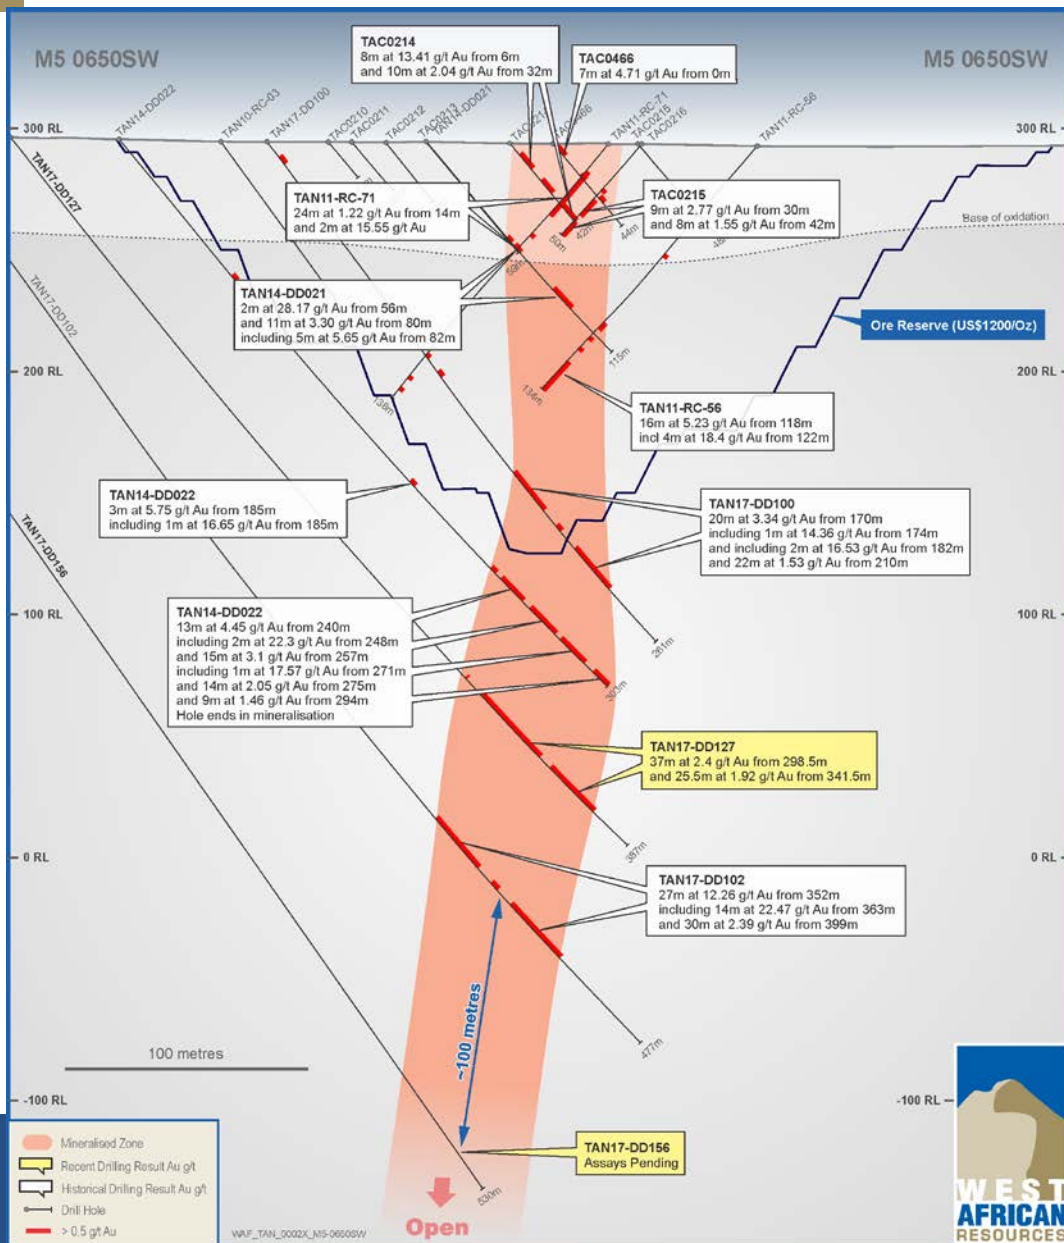 M5 0650SW
M5 0650SW
TAC0214
8m at 13.41 g/t Au from 6m
and 10m at 2.04 g/t Au from 32m
TAC0466
7m at 4.71 g/t Au from 0m
TAN14-DD022
TAN10-RC-03
TAN17-DD100
TAC0210
TAC0211
TAC0212
TAC0213
TAN14-DD021
TAN11-RC-71
TAC0215
TAC0216
TAN11-RC-56
300 RL
300 RL
TAN17-DD127
TAN11-RC-71
24m at 1.22 g/t Au from 14m
and 2m at 15.55 g/t Au
TAC0215
9m at 2.77 g/t Au from 30m
and 8m at 1.55 g/t Au from 42m
50m
42m
44m
59m
Base of oxidation
TAN17-DD102
TAN14-DD021
2m at 28.17 g/t Au from 56m
and 11m at 3.30 g/t Au from 80m
including 5m at 5.65 g/t Au from 82m
Ore Reserve (US$1200/Oz)
115m
200 RL
200 RL
138m
134m
TAN11-RC-56
16m at 5.23 g/t Au from 118m
incl 4m at 18.4 g/t Au from 122m
TAN14-DD022
3m at 5.75 g/t Au from 185m
including 1m at 16.65 g/t Au from 185m
TAN17-DD100
20m at 3.34 g/t Au from 170m
including 1m at 14.36 g/t Au from 174m
and including 2m at 16.53 g/t Au from 182m
and 22m at 1.53 g/t Au from 210m
TAN17-DD156
100 RL
100 RL
TAN14-DD022
13m at 4.45 g/t Au from 240m
including 2m at 22.3 g/t Au from 248m
and 15m at 3.1 g/t Au from 257m
including 1m at 17.57 g/t Au from 271m
and 14m at 2.05 g/t Au from 275m
and 9m at 1.46 g/t Au from 294m
Hole ends in mineralisation
261m
303m
TAN17-DD127
37m at 2.4 g/t Au from 298.5m
and 25.5m at 1.92 g/t Au from 341.5m
387m
0 RL
0 RL
TAN17-DD102
27m at 12.26 g/t Au from 352m
including 14m at 22.47 g/t Au from 363m
and 30m at 2.39 g/t Au from 399m
~100 metres
477m
100 metres
-100 RL
-100 RL
TAN17-DD156
Assays Pending
530m
Open
Mineralised Zone
Recent Drilling Result Au g/t
Historical Drilling Result Au g/t
Drill Hole
> 0.5 g/t Au
WAF_TAN_0002X_M5-0650SW
WEST
AFRICAN
RESOURCES